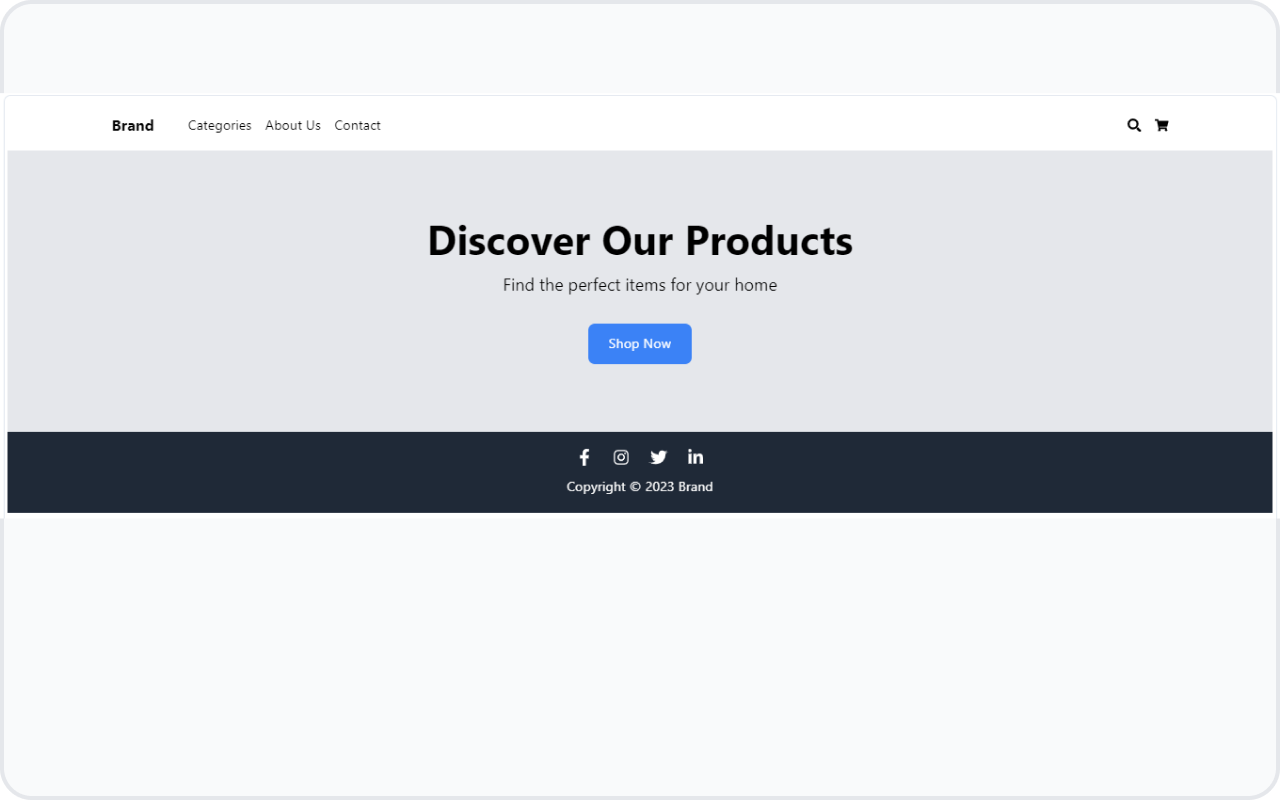 Brand Categories About Us Contact
Discover Our Products
Find the perfect items for your home
Shop Now
Copyright © 2023 Brand